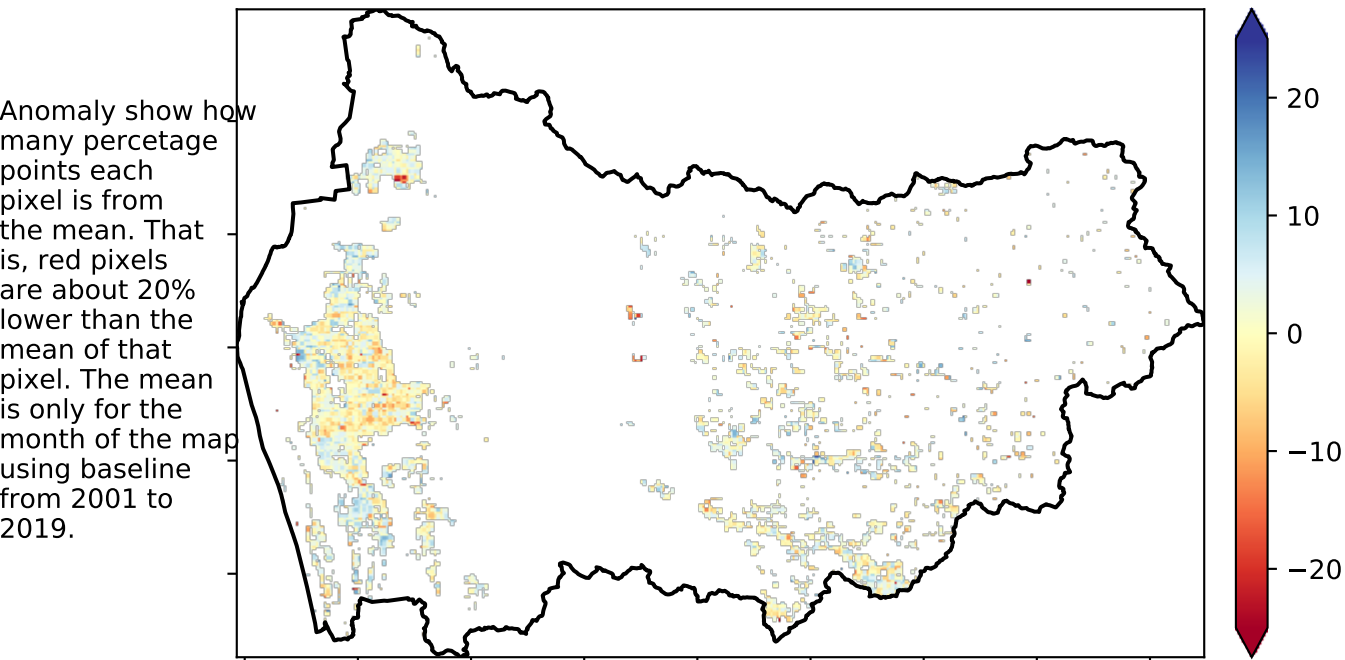 Anomaly show how
many percetage
points each
pixel is from
the mean. That
is, red pixels
are about 20%
lower than the
mean of that
pixel. The mean
is only for the
month of the map
using baseline
from 2001 to
2019.
20
10
0
−10
−20